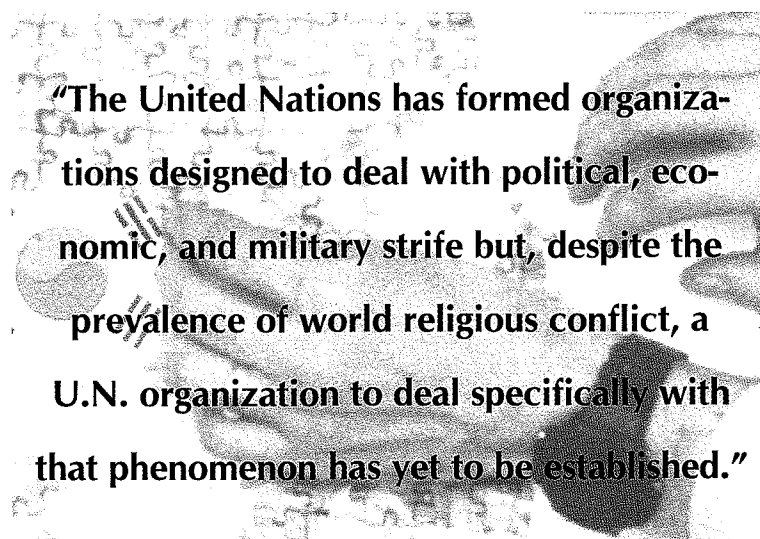 “The United Nations has formed organiza-
tions designed to deal with political, eco-
nomic, and military strife but, despite the
prevalence of world religious conflict, a
U.N. organization to deal specifically with
that phenomenon has yet to be established.”